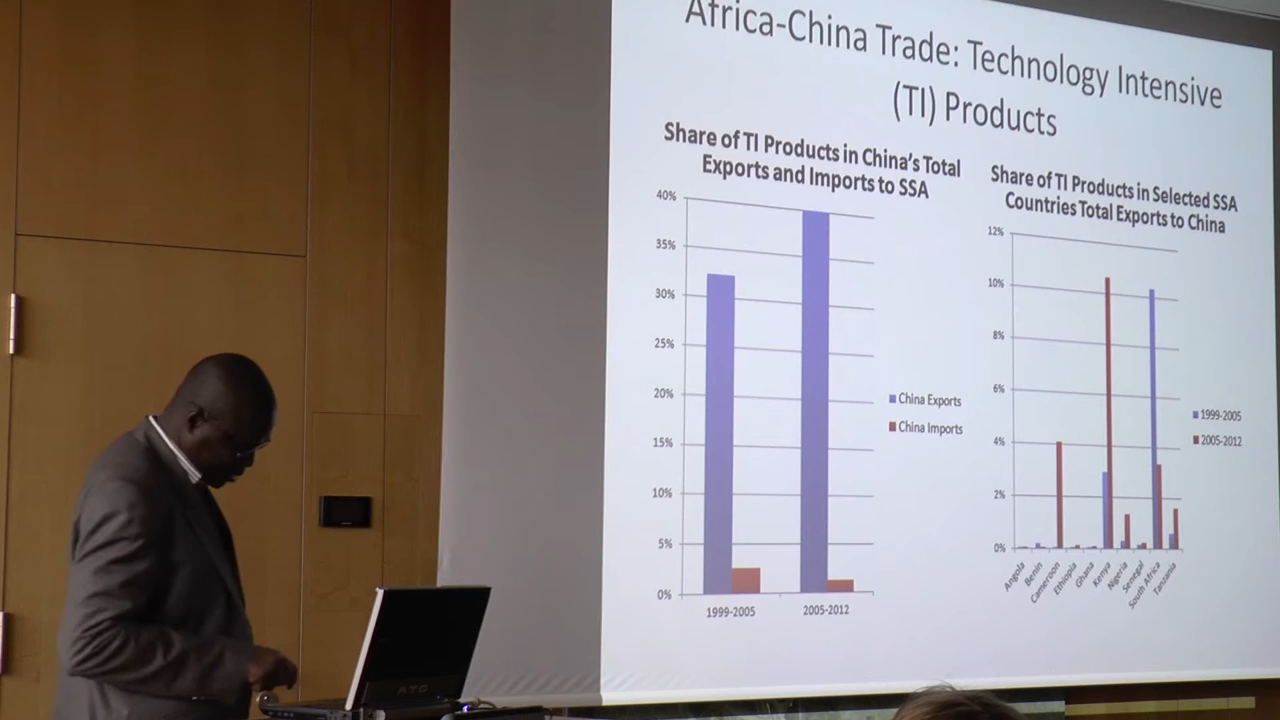 Africa-China Trade: Technology Intensive
(TI) Products
Share of TI Products in China's Total
Exports and Imports to SSA
40%
35%
30%
25%
20%
15%
10%
5%
0%
1999-2005
2005-2012
China Exports
China Imports
Share of TI Products in Selected SSA
Countries Total Exports to China
12%
10%
8%
6%
4%
2%
0%
Angola
Benin
Cameroon
Ethiopia
Ghana
Kenya
Nigeria
Senegal
South Africa
Tanzania
1999-2005
2005-2012